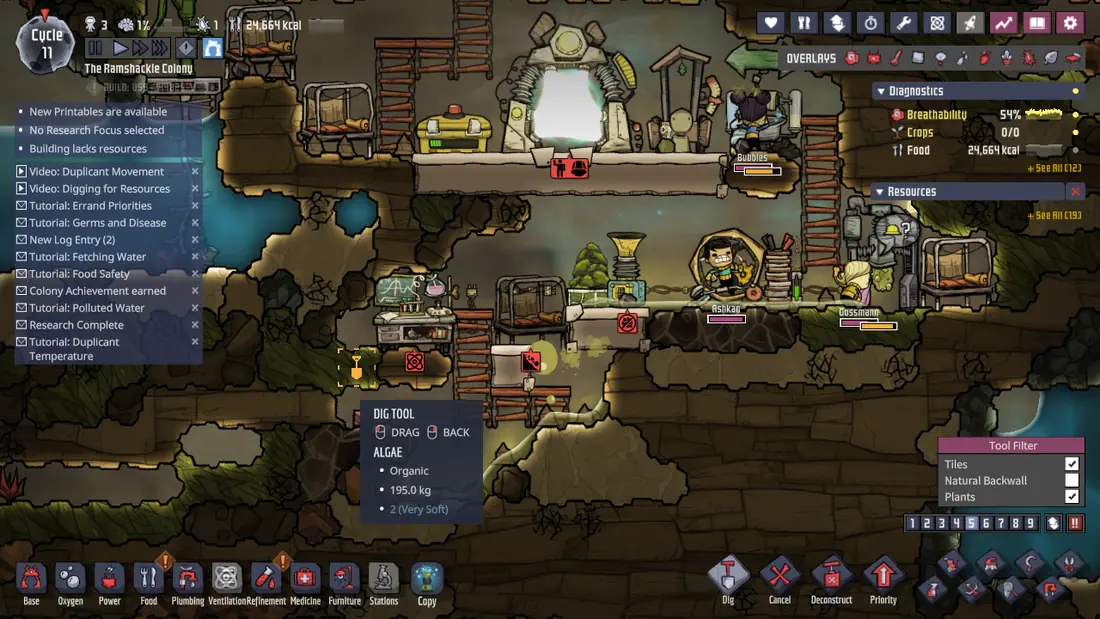 Cycle
11
3
1%
1
24,664 kcal
The Ramshackle Colony
New Printables are available
No Research Focus selected
Building lacks resources
Video: Duplicant Movement
Video: Digging for Resources
Tutorial: Errand Priorities
Tutorial: Germs and Disease
New Log Entry (2)
Tutorial: Fetching Water
Tutorial: Food Safety
Colony Achievement earned
Tutorial: Polluted Water
Research Complete
Tutorial: Duplicant
Temperature
OVERLAYS
Diagnostics
Breathability 54%
Crops 0/0
Food 24,664 kcal
+ See All (12)
Resources
+ See All (19)
Bubbles
Ashkan
Gossmann
?
DIG TOOL
DRAG BACK
ALGAE
Organic
195.0 kg
2 (Very Soft)
Tool Filter
Tiles
Natural Backwall
Plants
1 2 3 4 5 6 7 8 9 !!
Base Oxygen Power Food Plumbing Ventilation Refinement Medicine Furniture Stations Copy
Dig Cancel Deconstruct Priority